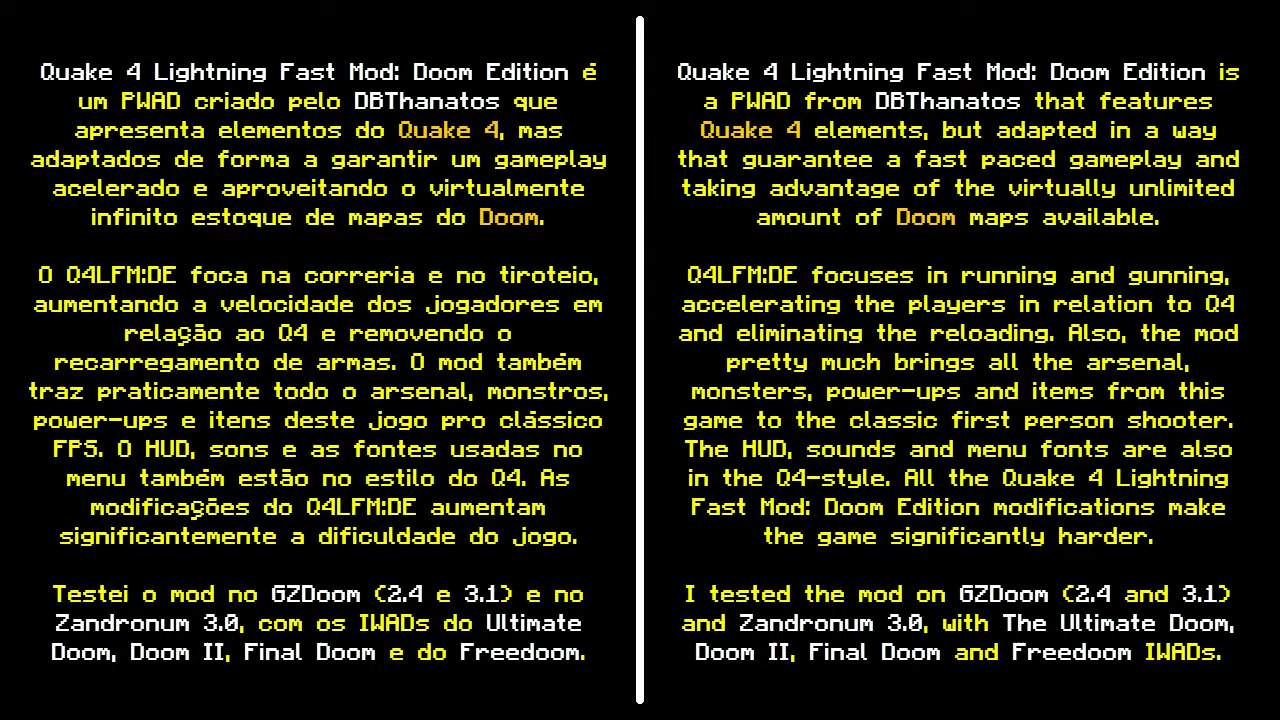 Quake 4 Lightning Fast Mod: Doom Edition é
um PWAD criado pelo DBThanatos que
apresenta elementos do Quake 4, mas
adaptados de forma a garantir um gameplay
acelerado e aproveitando o virtualmente
infinito estoque de mapas do Doom.
O Q4LFM:DE foca na correria e no tiroteio,
aumentando a velocidade dos jogadores em
relação ao Q4 e removendo o
recarregamento de armas. O mod também
traz praticamente todo o arsenal, monstros,
power-ups e itens deste jogo pro clássico
FPS. O HUD, sons e as fontes usadas no
menu também estão no estilo do Q4. As
modificações do Q4LFM:DE aumentam
significantemente a dificuldade do jogo.
Testei o mod no GZDoom (2.4 e 3.1) e no
Zandronum 3.0, com os IWADs do Ultimate
Doom, Doom II, Final Doom e do Freedoom.
Quake 4 Lightning Fast Mod: Doom Edition is
a PWAD from DBThanatos that features
Quake 4 elements, but adapted in a way
that guarantee a fast paced gameplay and
taking advantage of the virtually unlimited
amount of Doom maps available.
Q4LFM:DE focuses in running and gunning,
accelerating the players in relation to Q4
and eliminating the reloading. Also, the mod
pretty much brings all the arsenal,
monsters, power-ups and items from this
game to the classic first person shooter.
The HUD, sounds and menu fonts are also
in the Q4-style. All the Quake 4 Lightning
Fast Mod: Doom Edition modifications make
the game significantly harder.
I tested the mod on GZDoom (2.4 and 3.1)
and Zandronum 3.0, with The Ultimate Doom,
Doom II, Final Doom and Freedoom IWADs.